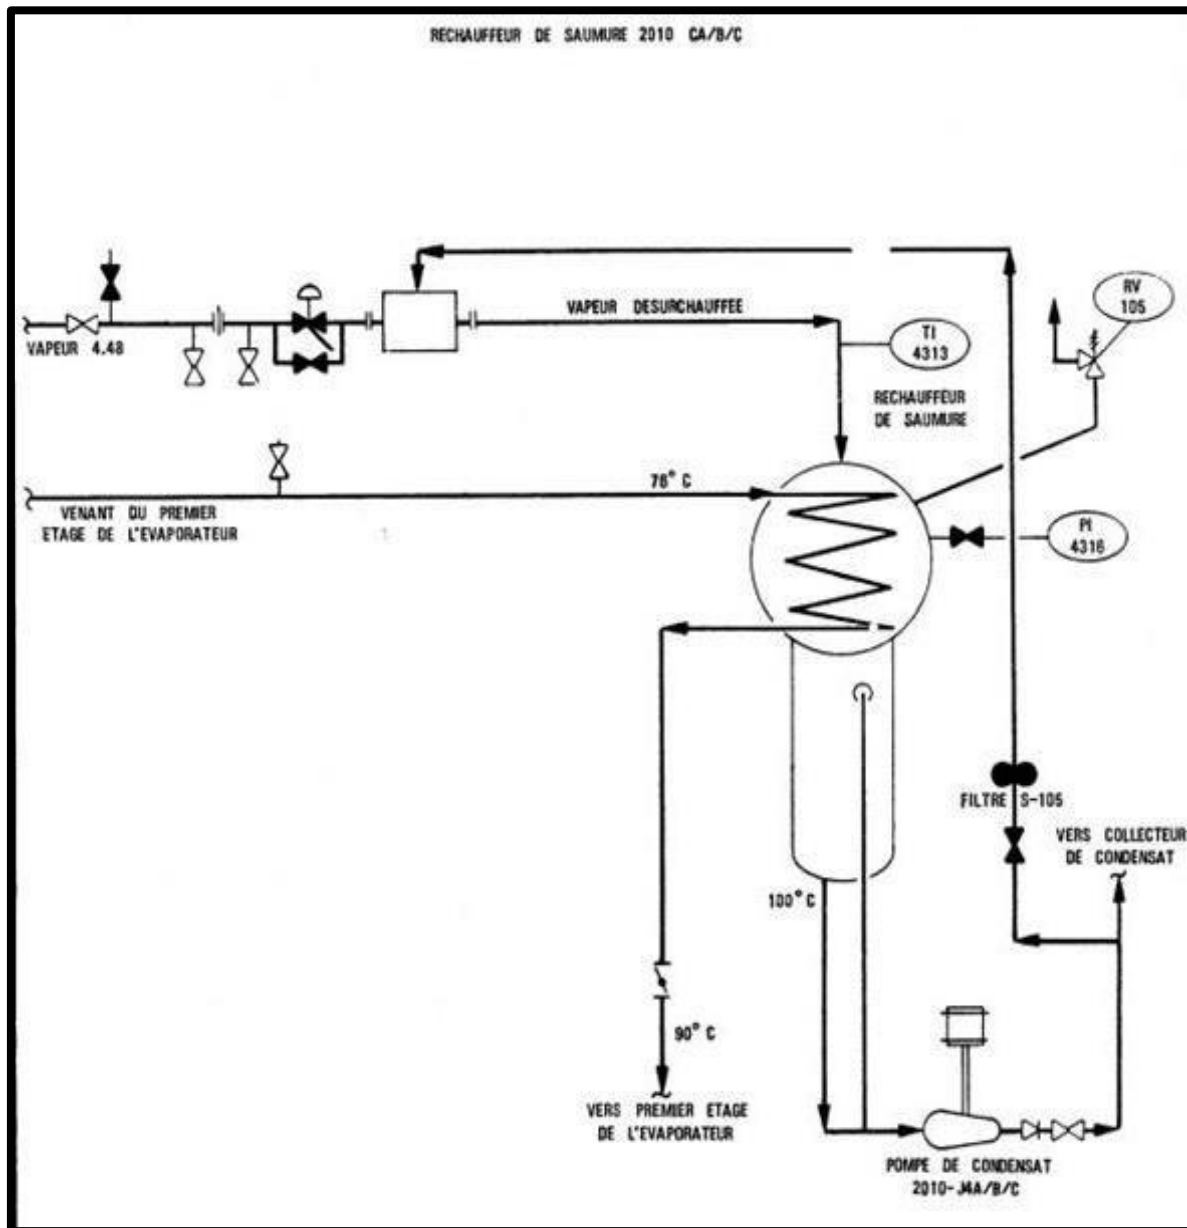 RECHAUFFEUR DE SAUMURE 2010 CA/B/C
RV
105
VAPEUR DESURCHAUFFEE
VAPEUR 4.48
TI
4313
RECHAUFFEUR
DE SAUMURE
76° C
VENANT DU PREMIER
ETAGE DE L'EVAPORATEUR
PI
4316
FILTRE S-105
VERS COLLECTEUR
DE CONDENSAT
100° C
90° C
VERS PREMIER ETAGE
DE L'EVAPORATEUR
POMPE DE CONDENSAT
2010-J4A/B/C